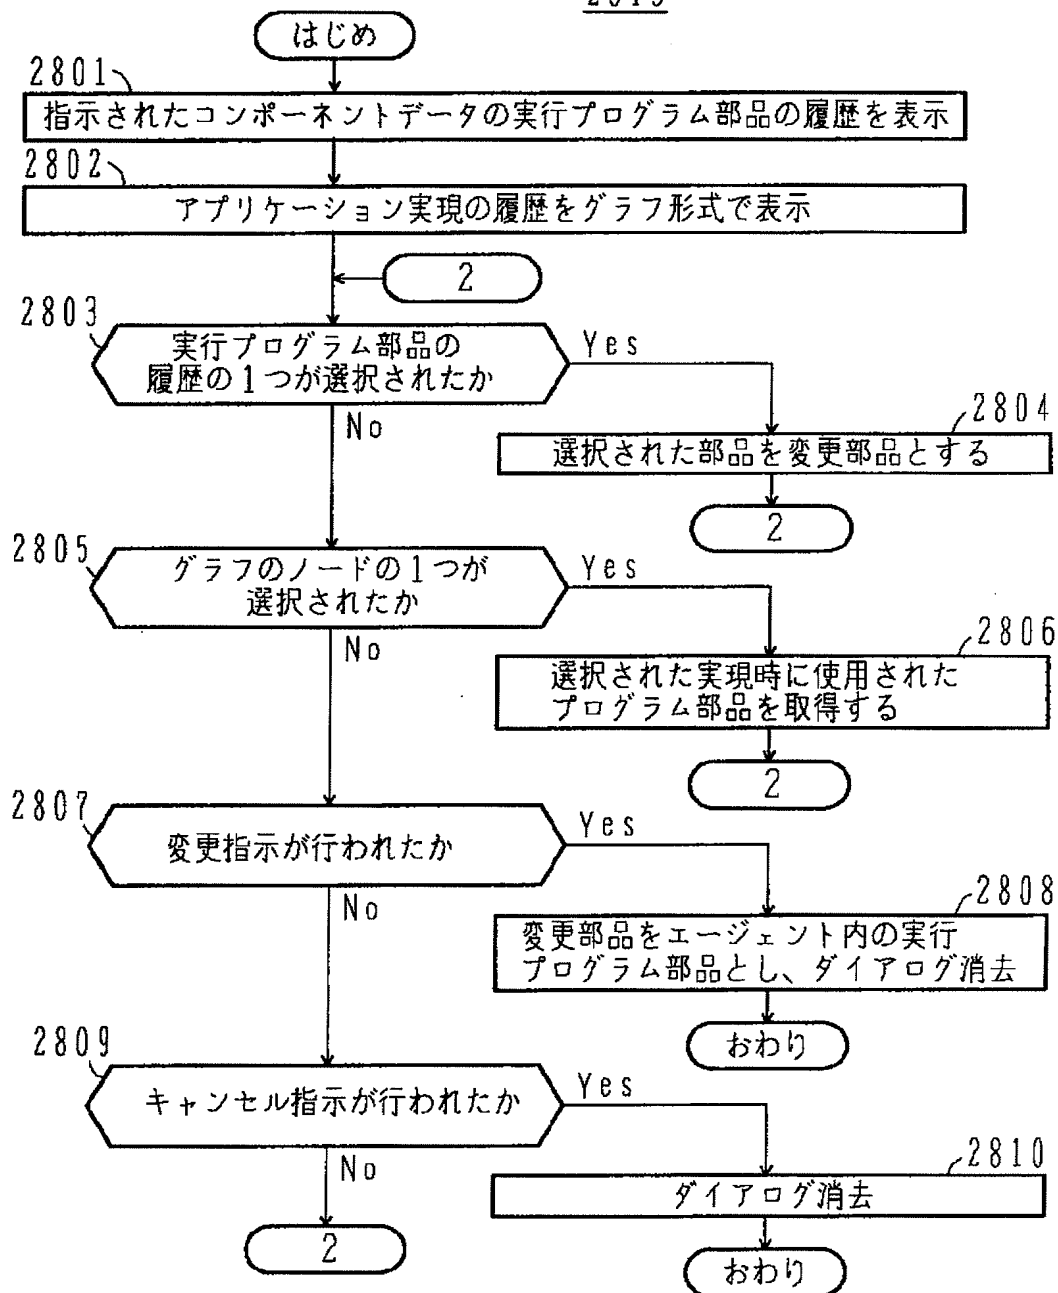 はじめ
2801
指示されたコンポーネントデータの実行プログラム部品の履歴を表示
2802
アプリケーション実現の履歴をグラフ形式で表示
2
2803
実行プログラム部品の
履歴の1つが選択されたか
Yes
No
2804
選択された部品を変更部品とする
2
2805
グラフのノードの1つが
選択されたか
Yes
No
2806
選択された実現時に使用された
プログラム部品を取得する
2
2807
変更指示が行われたか
Yes
No
2808
変更部品をエージェント内の実行
プログラム部品とし、ダイアログ消去
おわり
2809
キャンセル指示が行われたか
Yes
No
2810
ダイアログ消去
2
おわり